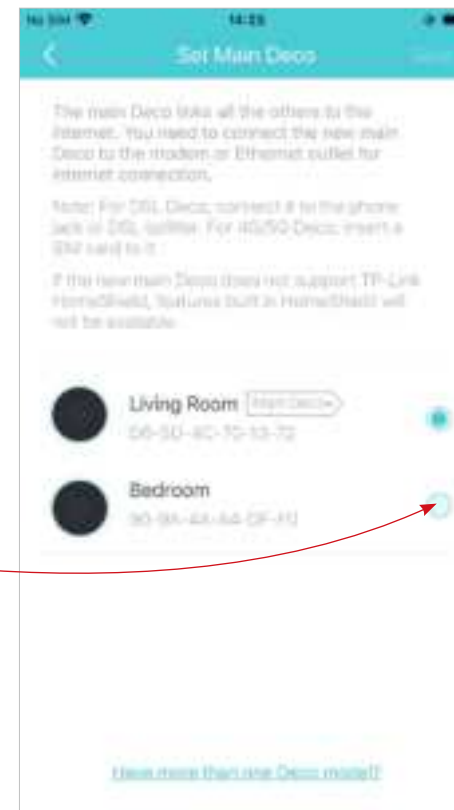 No SIM 14:25
Set Main Deco
The main Deco links all the others to the
internet. You need to connect the new main
Deco to the modem or Ethernet outlet for
internet connection.
Note: For DSL Deco, connect it to the phone
jack or DSL splitter. For 4G/5G Deco, insert a
SIM card to it.
If the new main Deco does not support TP-Link
HomeShield, features built in HomeShield will
not be available.
Living Room Main Deco
Bedroom
Have more than one Deco model?